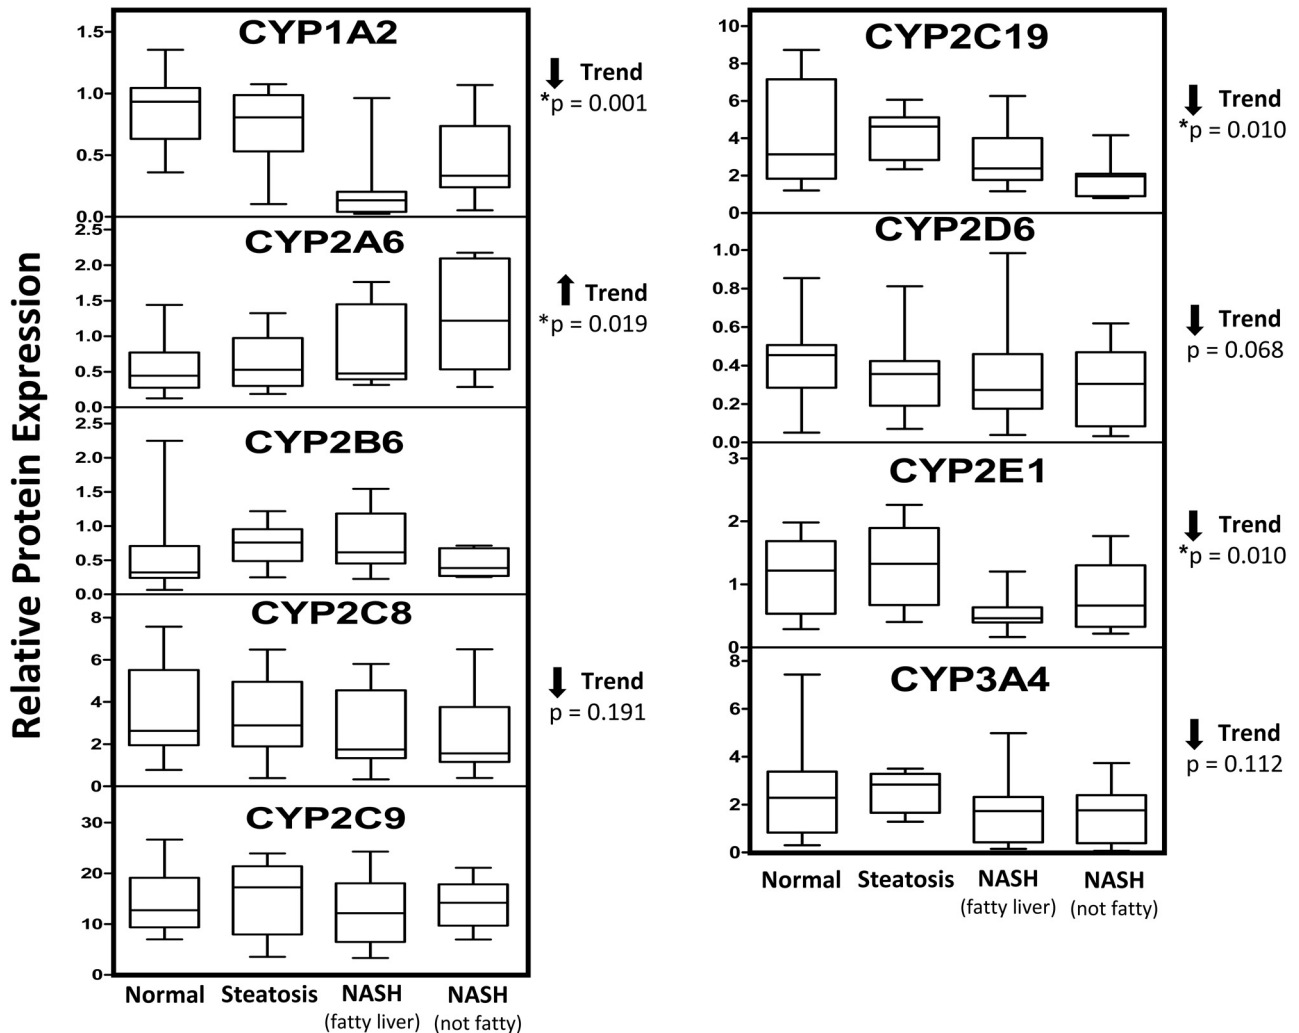 Relative Protein Expression
CYP1A2
1.5
1.0
0.5
0.0
Trend
*p = 0.001
CYP2A6
2.5
2.0
1.5
1.0
0.5
0.0
Trend
*p = 0.019
CYP2B6
2.5
2.0
1.5
1.0
0.5
0.0
CYP2C8
8
6
4
2
0
Trend
p = 0.191
CYP2C9
30
20
10
0
Normal Steatosis NASH NASH
(fatty liver) (not fatty)
CYP2C19
10
8
6
4
2
0
Trend
*p = 0.010
CYP2D6
1.0
0.8
0.6
0.4
0.2
0.0
Trend
p = 0.068
CYP2E1
3
2
1
0
Trend
*p = 0.010
CYP3A4
8
6
4
2
0
Trend
p = 0.112
Normal Steatosis NASH NASH
(fatty liver) (not fatty)